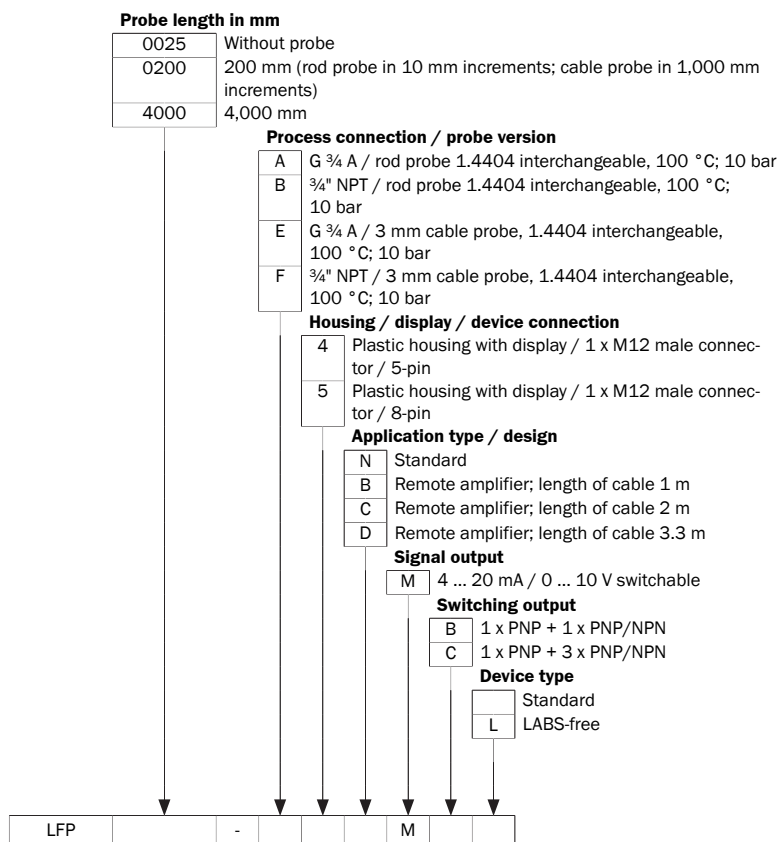 Probe length in mm
0025 Without probe
0200 200 mm (rod probe in 10 mm increments; cable probe in 1,000 mm
increments)
4000 4,000 mm
Process connection / probe version
A G ¾ A / rod probe 1.4404 interchangeable, 100 °C; 10 bar
B ¾" NPT / rod probe 1.4404 interchangeable, 100 °C;
10 bar
E G ¾ A / 3 mm cable probe, 1.4404 interchangeable,
100 °C; 10 bar
F ¾" NPT / 3 mm cable probe, 1.4404 interchangeable,
100 °C; 10 bar
Housing / display / device connection
4 Plastic housing with display / 1 x M12 male connec-
tor / 5-pin
5 Plastic housing with display / 1 x M12 male connec-
tor / 8-pin
Application type / design
N Standard
B Remote amplifier; length of cable 1 m
C Remote amplifier; length of cable 2 m
D Remote amplifier; length of cable 3.3 m
Signal output
M 4 ... 20 mA / 0 ... 10 V switchable
Switching output
B 1 x PNP + 1 x PNP/NPN
C 1 x PNP + 3 x PNP/NPN
Device type
Standard
L LABS-free
LFP - M